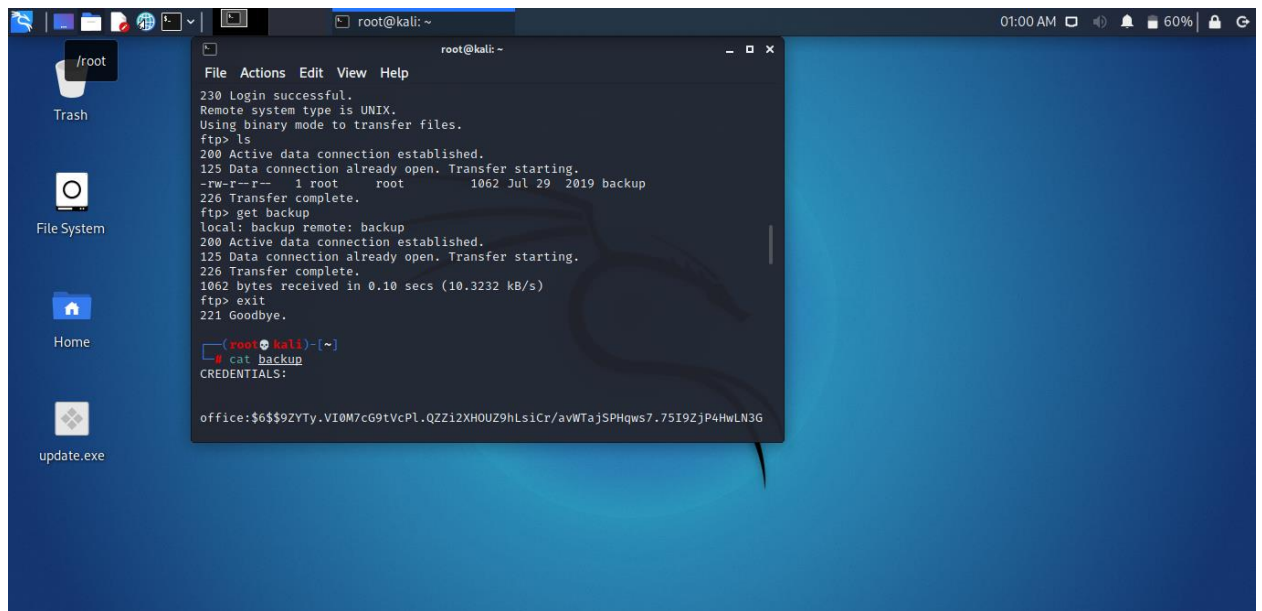 root@kali: ~
01:00 AM
60%
/root
Trash
File System
Home
update.exe
root@kali: ~
File Actions Edit View Help
230 Login successful.
Remote system type is UNIX.
Using binary mode to transfer files.
ftp> ls
200 Active data connection established.
125 Data connection already open. Transfer starting.
-rw-r--r-- 1 root root 1062 Jul 29 2019 backup
226 Transfer complete.
ftp> get backup
local: backup remote: backup
200 Active data connection established.
125 Data connection already open. Transfer starting.
226 Transfer complete.
1062 bytes received in 0.10 secs (10.3232 kB/s)
ftp> exit
221 Goodbye.
┌──(root💀kali)-[~]
└─# cat backup
CREDENTIALS:
office:$6$$9ZYTy.VI0M7cG9tVcPl.QZZi2XHOUZ9hLsiCr/avWTajSPHqws7.75I9ZjP4HwLN3G